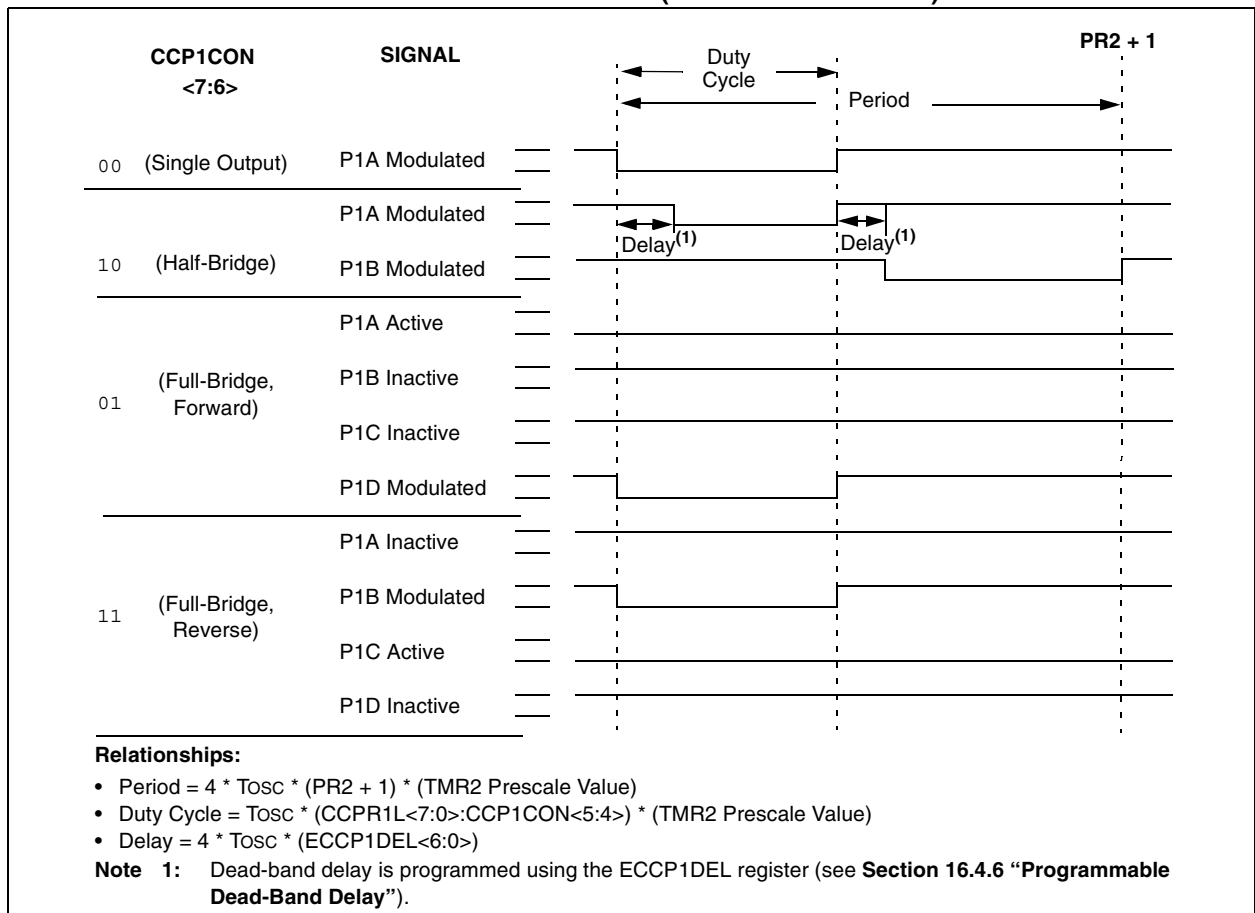 CCP1CON
<7:6>
SIGNAL
PR2 + 1
Duty
Cycle
Period
00 (Single Output) P1A Modulated
P1A Modulated
Delay(1) Delay(1)
10 (Half-Bridge) P1B Modulated
P1A Active
01 (Full-Bridge,
Forward)
P1B Inactive
P1C Inactive
P1D Modulated
P1A Inactive
11 (Full-Bridge,
Reverse)
P1B Modulated
P1C Active
P1D Inactive
Relationships:
• Period = 4 * TOSC * (PR2 + 1) * (TMR2 Prescale Value)
• Duty Cycle = TOSC * (CCPR1L<7:0>:CCP1CON<5:4>) * (TMR2 Prescale Value)
• Delay = 4 * TOSC * (ECCP1DEL<6:0>)
Note 1: Dead-band delay is programmed using the ECCP1DEL register (see Section 16.4.6 “Programmable
Dead-Band Delay”).